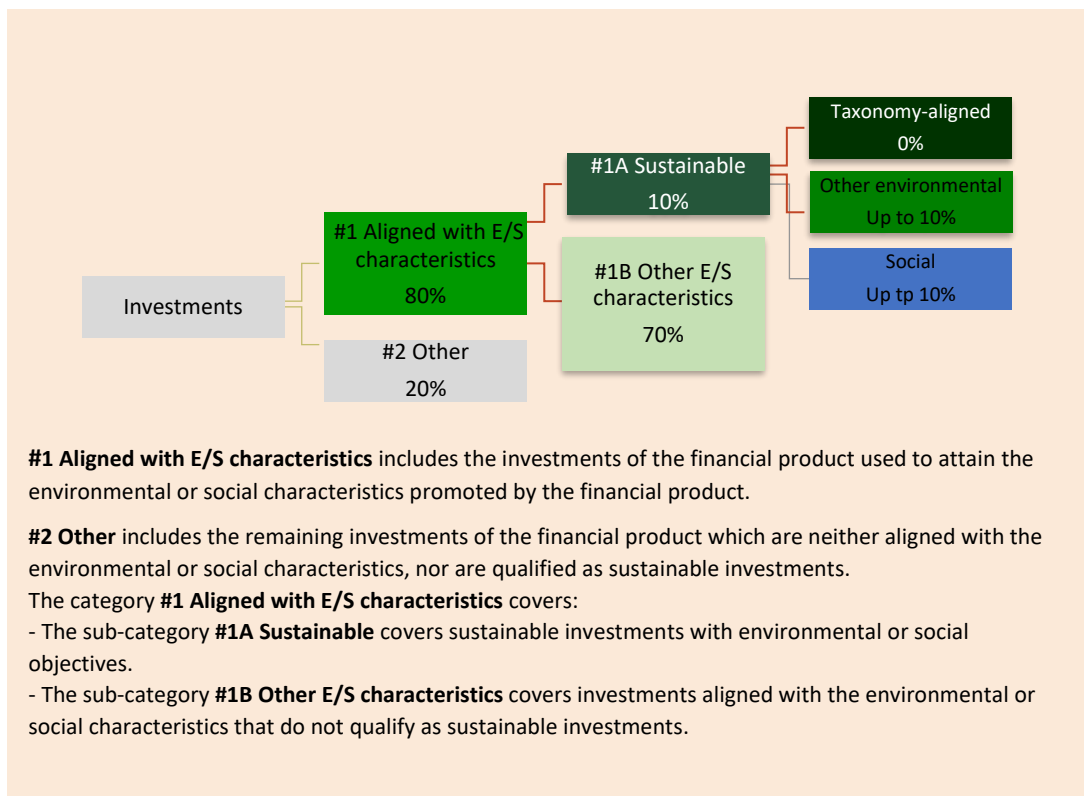 Taxonomy-aligned
0%
#1A Sustainable
10%
Other environmental
Up to 10%
#1 Aligned with E/S
characteristics
80%
#1B Other E/S
characteristics
70%
Social
Up tp 10%
Investments
#2 Other
20%
#1 Aligned with E/S characteristics includes the investments of the financial product used to attain the
environmental or social characteristics promoted by the financial product.
#2 Other includes the remaining investments of the financial product which are neither aligned with the
environmental or social characteristics, nor are qualified as sustainable investments.
The category #1 Aligned with E/S characteristics covers:
- The sub-category #1A Sustainable covers sustainable investments with environmental or social
objectives.
- The sub-category #1B Other E/S characteristics covers investments aligned with the environmental or
social characteristics that do not qualify as sustainable investments.